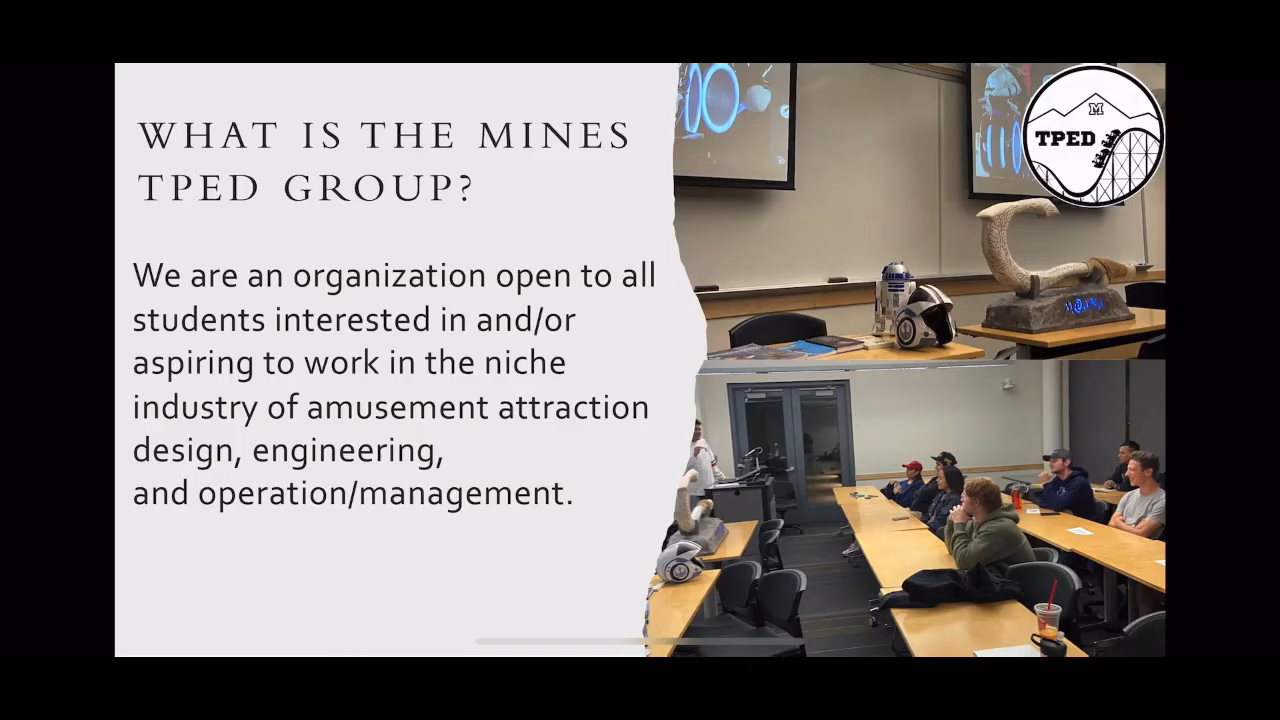 WHAT IS THE MINES
TPED GROUP?
We are an organization open to all
students interested in and/or
aspiring to work in the niche
industry of amusement attraction
design, engineering,
and operation/management.
M
TPED